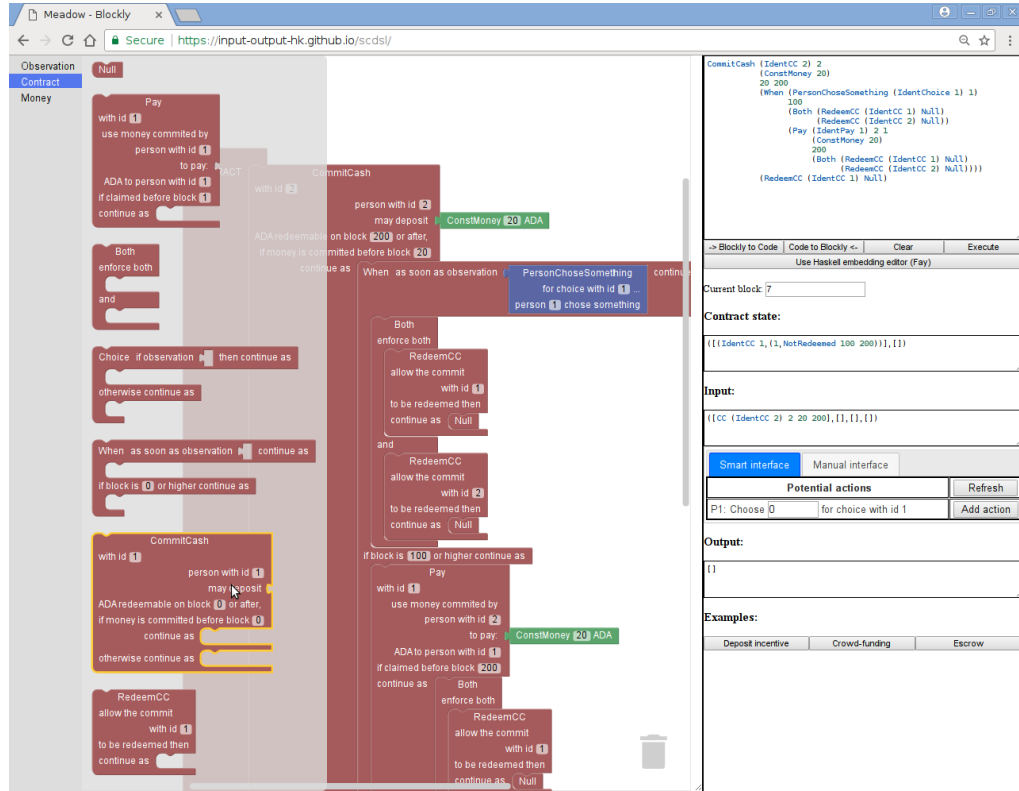 Meadow - Blockly
Secure | https://input-output-hk.github.io/scdsl/
Observation
Contract
Money
Null
Pay
with id 1
use money commited by
person with id 1
to pay:
ADA to person with id 1
if claimed before block 1
continue as
Both
enforce both
and
Choice if observation then continue as
otherwise continue as
When as soon as observation continue as
if block is 0 or higher continue as
CommitCash
with id 1
person with id 1
may deposit
ADA redeemable on block 0 or after,
if money is committed before block 0
continue as
otherwise continue as
RedeemCC
allow the commit
with id 1
to be redeemed then
continue as
ACT
CommitCash
with id 2
person with id 2
may deposit ConstMoney 20 ADA
ADA redeemable on block 200 or after,
if money is committed before block 20
continue as
When as soon as observation
PersonChoseSomething
for choice with id 1 ...
person 1 chose something
continue
Both
enforce both
RedeemCC
allow the commit
with id 1
to be redeemed then
continue as Null
and
RedeemCC
allow the commit
with id 2
to be redeemed then
continue as Null
if block is 100 or higher continue as
Pay
with id 1
use money commited by
person with id 2
to pay: ConstMoney 20 ADA
ADA to person with id 1
if claimed before block 200
continue as
Both
enforce both
RedeemCC
allow the commit
with id 1
to be redeemed then
continue as Null
CommitCash (IdentCC 2) 2
(ConstMoney 20)
20 200
(When (PersonChoseSomething (IdentChoice 1) 1)
100
(Both (RedeemCC (IdentCC 1) Null)
(RedeemCC (IdentCC 2) Null))
(Pay (IdentPay 1) 2 1
(ConstMoney 20)
200
(Both (RedeemCC (IdentCC 1) Null)
(RedeemCC (IdentCC 2) Null))))
(RedeemCC (IdentCC 1) Null)
-> Blockly to Code
Code to Blockly <-
Clear
Execute
Use Haskell embedding editor (Fay)
Current block: 7
Contract state:
([(IdentCC 1,(1,NotRedeemed 100 200))],[])
Input:
([CC (IdentCC 2) 2 20 200],[],[],[])
Smart interface
Manual interface
Potential actions
Refresh
P1: Choose 0 for choice with id 1
Add action
Output:
[]
Examples:
Deposit incentive
Crowd-funding
Escrow